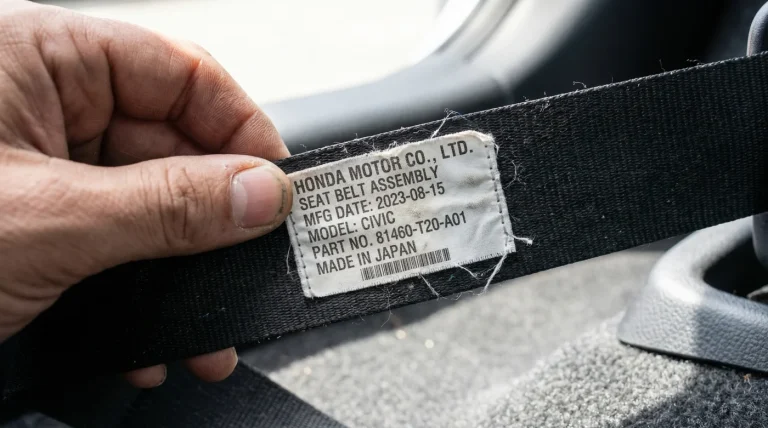 HONDA MOTOR CO., LTD.
SEAT BELT ASSEMBLY
MFG DATE: 2023-08-15
MODEL: CIVIC
PART NO. 81460-T20-A01
MADE IN JAPAN